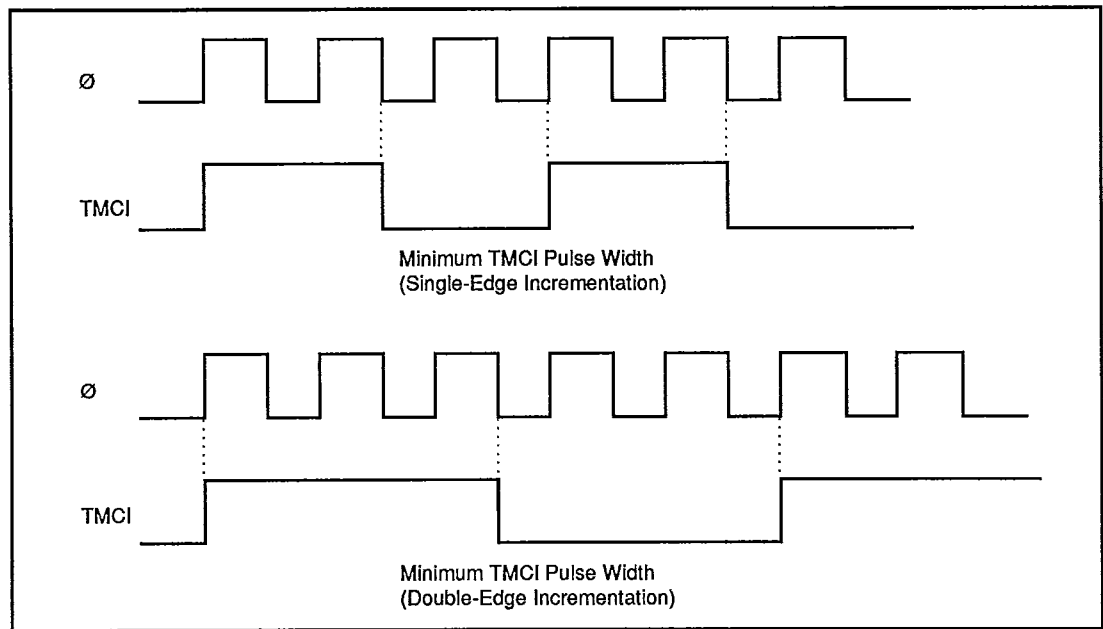 Ø
TMCI
Minimum TMCI Pulse Width
(Single-Edge Incrementation)
Ø
TMCI
Minimum TMCI Pulse Width
(Double-Edge Incrementation)